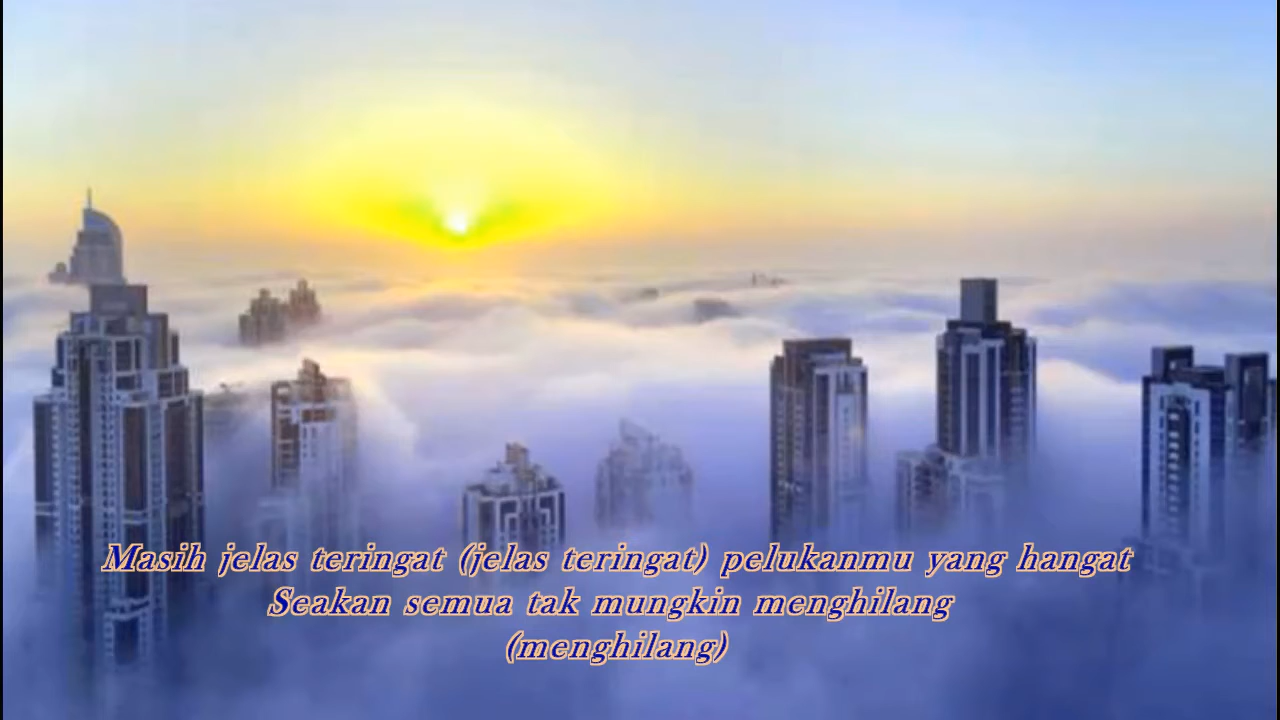 Masih jelas teringat (jelas teringat) pelukanmu yang hangat
Seakan semua tak mungkin menghilang
(menghilang)